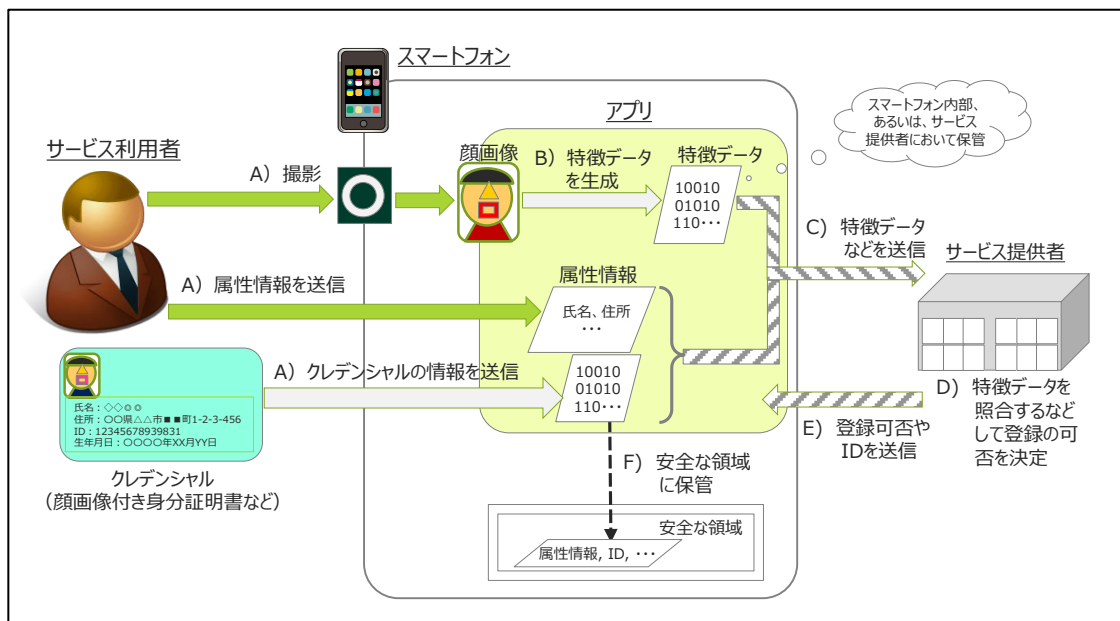 スマートフォン
アプリ
スマートフォン内部、
あるいは、サービス
提供者において保管
サービス利用者
A）撮影
顔画像
B）特徴データ
を生成
特徴データ
10010
01010
110･･･
C）特徴データ
などを送信
サービス提供者
A）属性情報を送信
属性情報
氏名、住所
･･･
A）クレデンシャルの情報を送信
10010
01010
110･･･
氏名：◇◇◎◎
住所：〇〇県△△市■■町1-2-3-456
ID：12345678939831
生年月日：〇〇〇〇年XX月YY日
クレデンシャル
（顔画像付き身分証明書など）
D）特徴データを
照合するなど
して登録の可
否を決定
E）登録可否や
IDを送信
F）安全な領域
に保管
安全な領域
属性情報, ID, ･･･